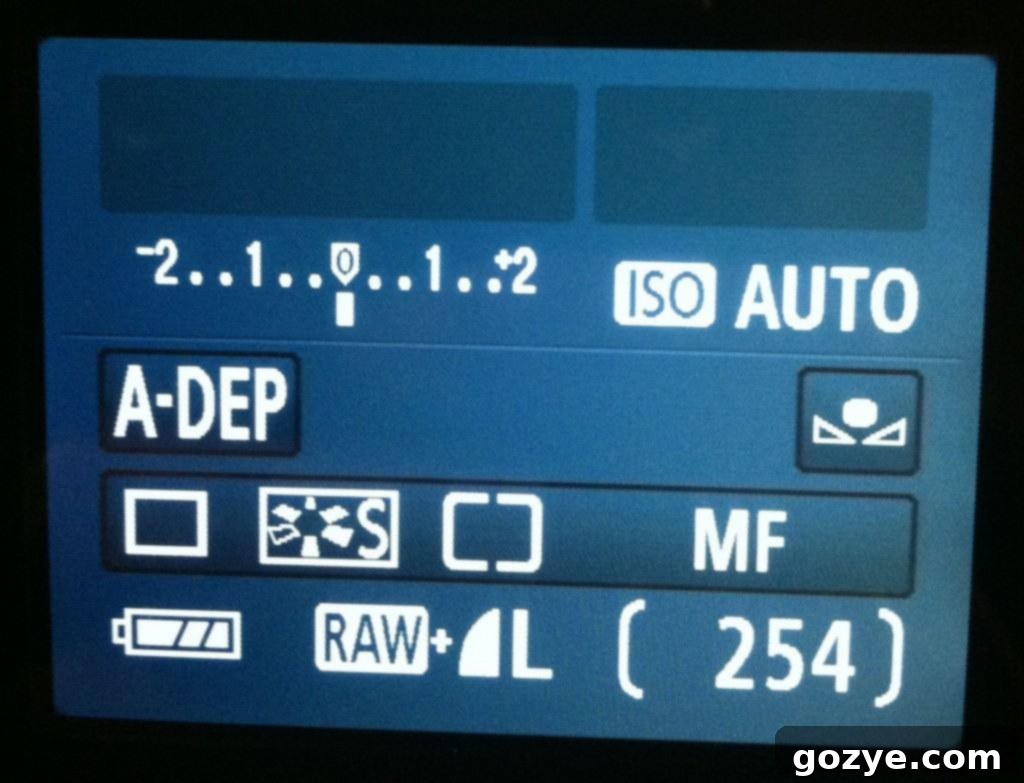 -2..1..0..1..+2
ISO AUTO
A-DEP
S
MF
RAW+L
( 254 )
gozye.com